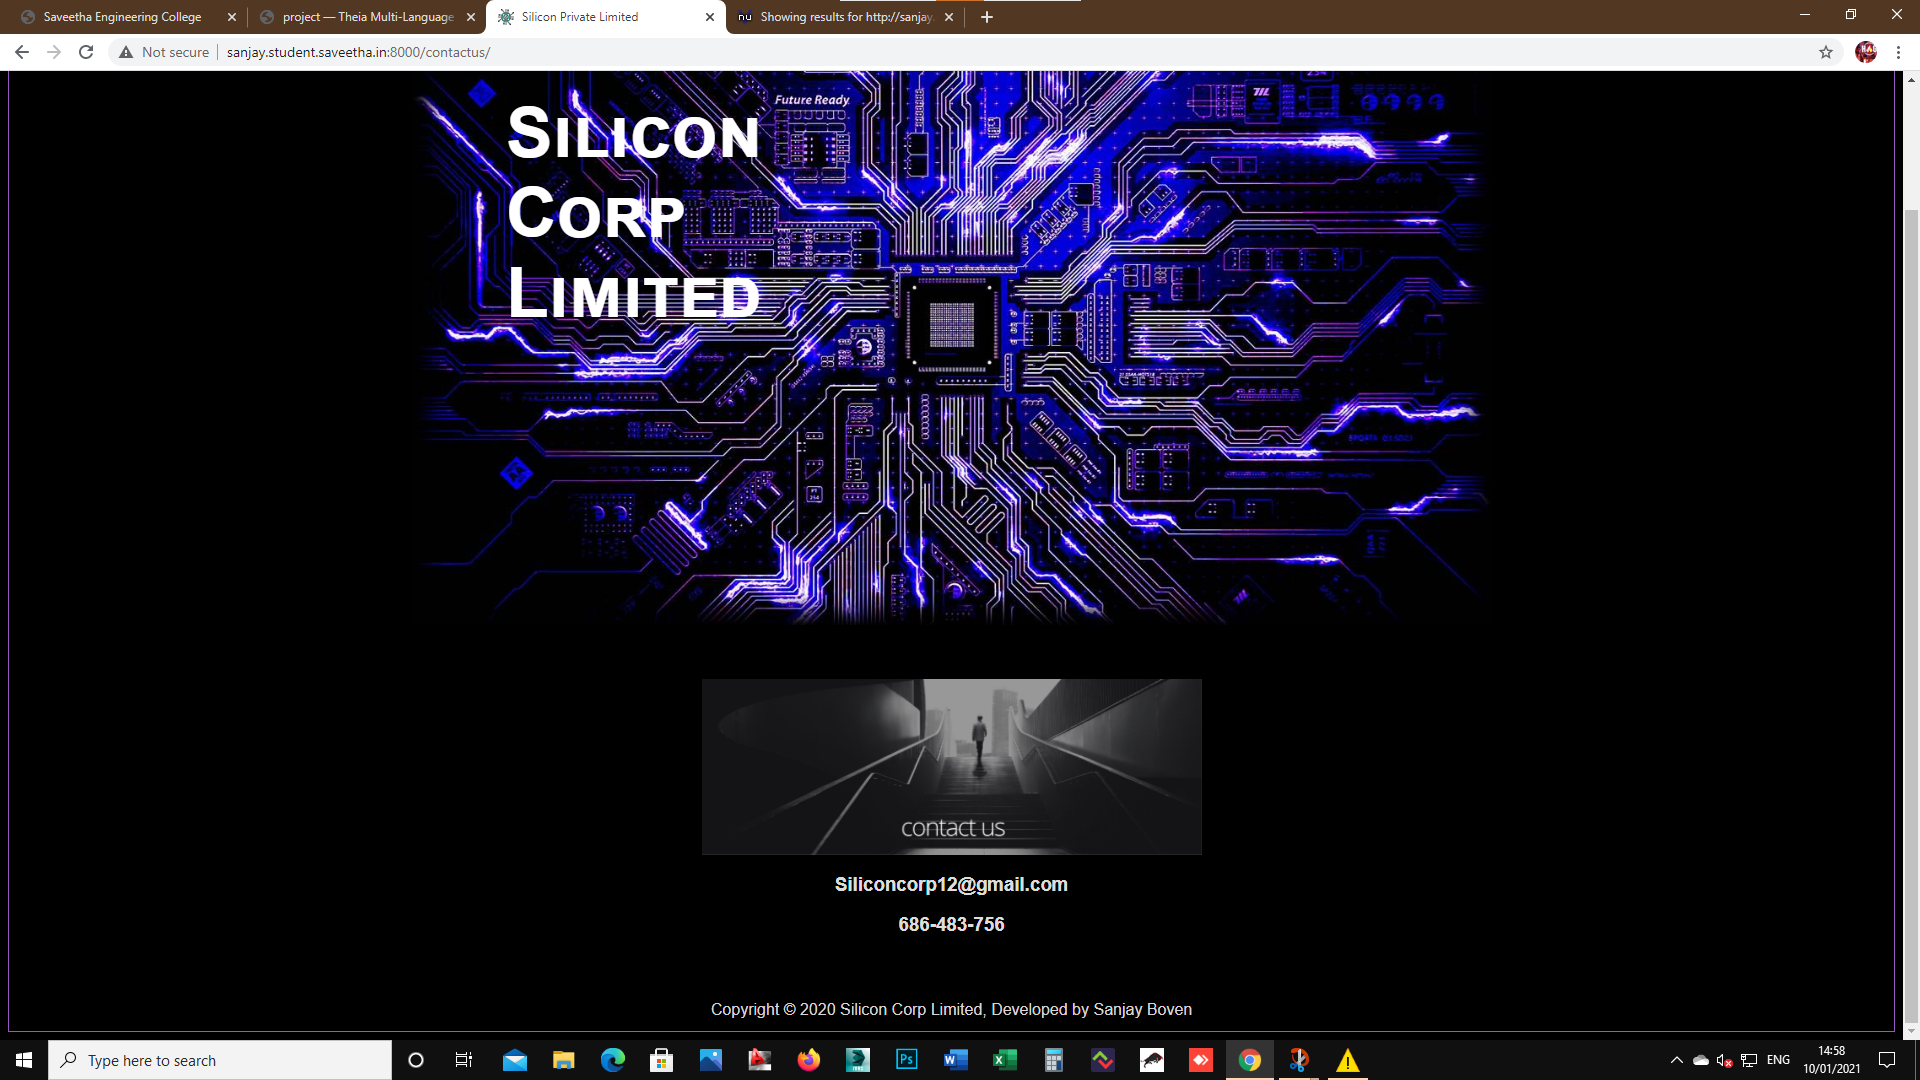 Saveetha Engineering College
project — Theia Multi-Language
Silicon Private Limited
Showing results for http://sanjay.
Not secure
sanjay.student.saveetha.in:8000/contactus/
Future Ready
Silicon
Corp
Limited
contact us
Siliconcorp12@gmail.com
686-483-756
Copyright © 2020 Silicon Corp Limited, Developed by Sanjay Boven
Type here to search
ENG
14:58
10/01/2021